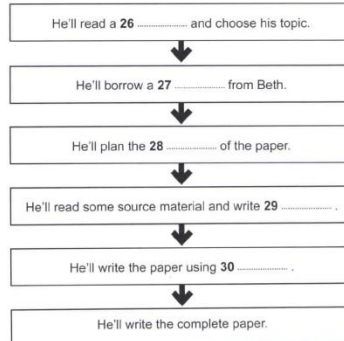 He'll read a 26 .................... and choose his topic.
He'll borrow a 27 .................... from Beth.
He'll plan the 28 .................... of the paper.
He'll read some source material and write 29 .................... .
He'll write the paper using 30 .................... .
He'll write the complete paper.